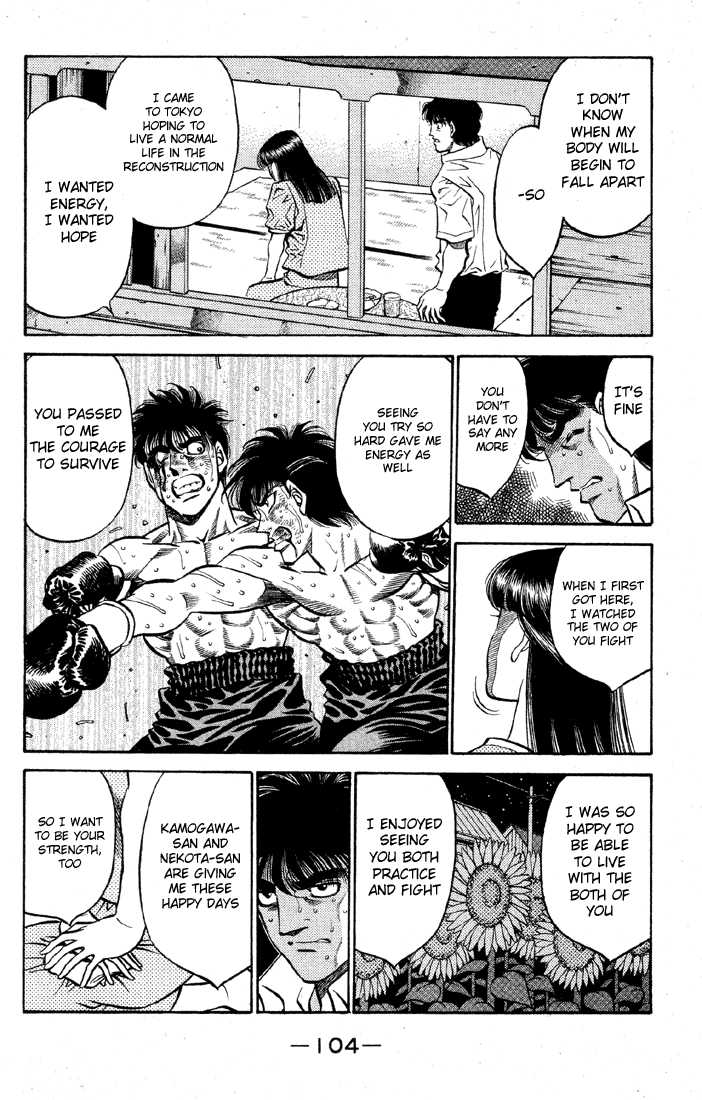 I DON'T
KNOW
WHEN MY
BODY WILL
BEGIN TO
FALL APART
-SO
I CAME
TO TOKYO
HOPING TO
LIVE A NORMAL
LIFE IN THE
RECONSTRUCTION
I WANTED
ENERGY,
I WANTED
HOPE
IT'S
FINE
YOU
DON'T
HAVE TO
SAY ANY
MORE
WHEN I FIRST
GOT HERE,
I WATCHED
THE TWO OF
YOU FIGHT
SEEING
YOU TRY SO
HARD GAVE ME
ENERGY AS
WELL
YOU PASSED
TO ME
THE COURAGE
TO SURVIVE
I WAS SO
HAPPY TO
BE ABLE
TO LIVE
WITH THE
BOTH OF
YOU
I ENJOYED
SEEING
YOU BOTH
PRACTICE
AND FIGHT
KAMOGAWA-
SAN AND
NEKOTA-SAN
ARE GIVING
ME THESE
HAPPY DAYS
SO I WANT
TO BE YOUR
STRENGTH,
TOO
—104—